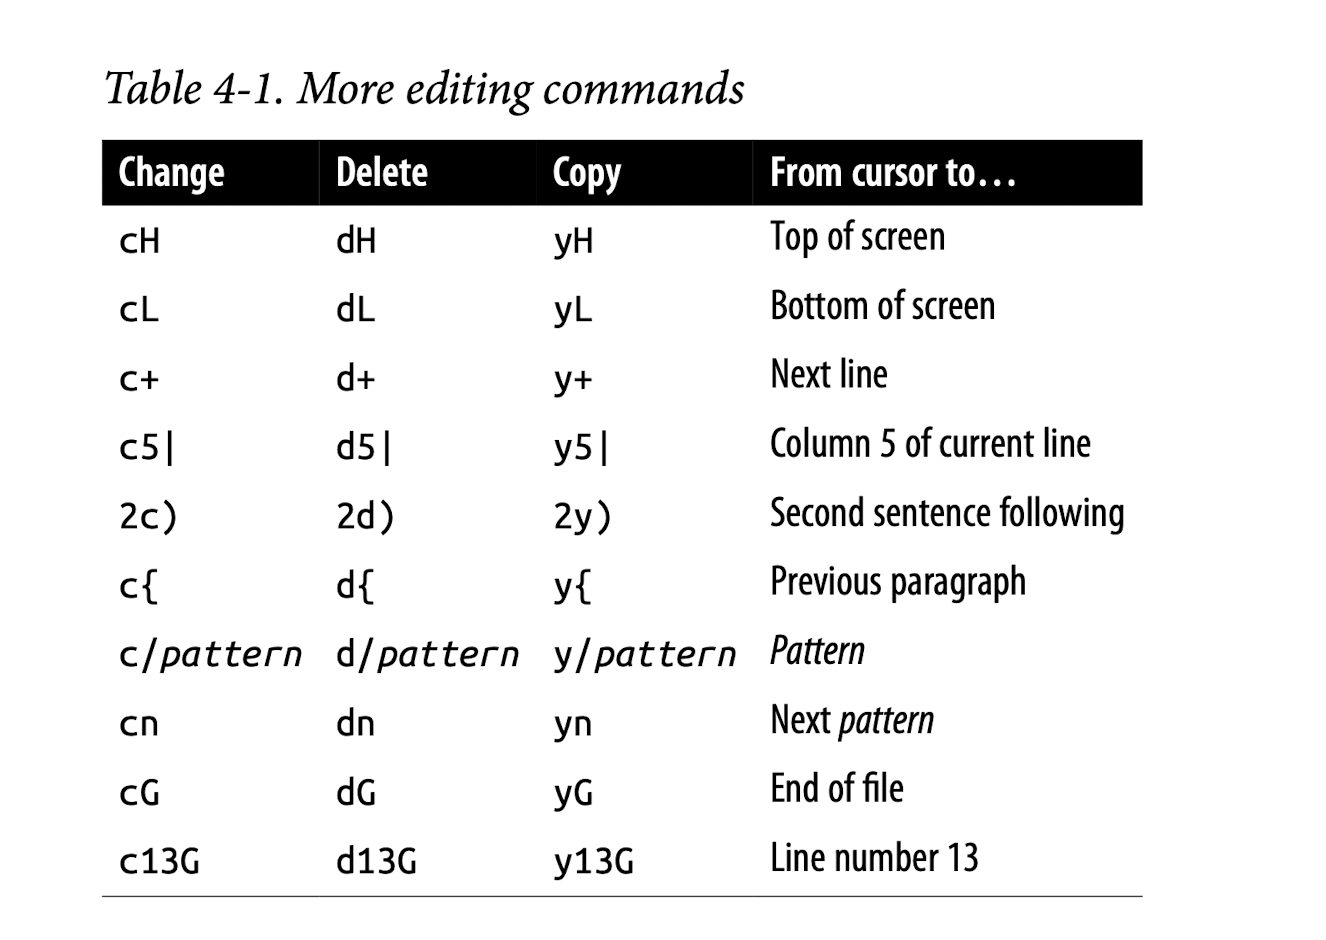 Table 4-1. More editing commands
Change Delete Copy From cursor to…
cH dH yH Top of screen
cL dL yL Bottom of screen
c+ d+ y+ Next line
c5| d5| y5| Column 5 of current line
2c) 2d) 2y) Second sentence following
c{ d{ y{ Previous paragraph
c/pattern d/pattern y/pattern Pattern
cn dn yn Next pattern
cG dG yG End of file
c13G d13G y13G Line number 13